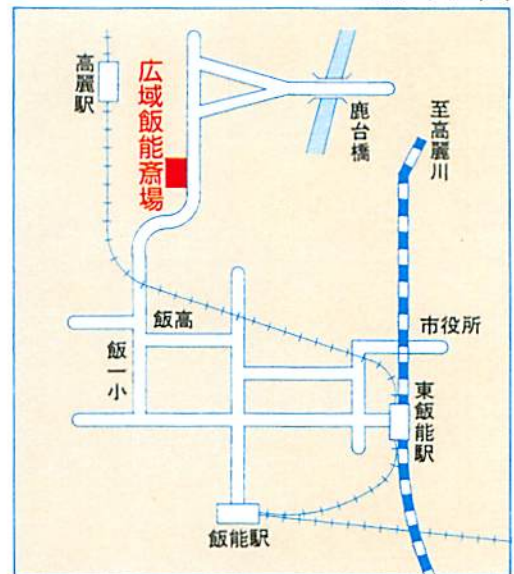 高麗駅
広域飯能斎場
鹿台橋
至高麗川
飯高
飯一小
市役所
東飯能駅
飯能駅